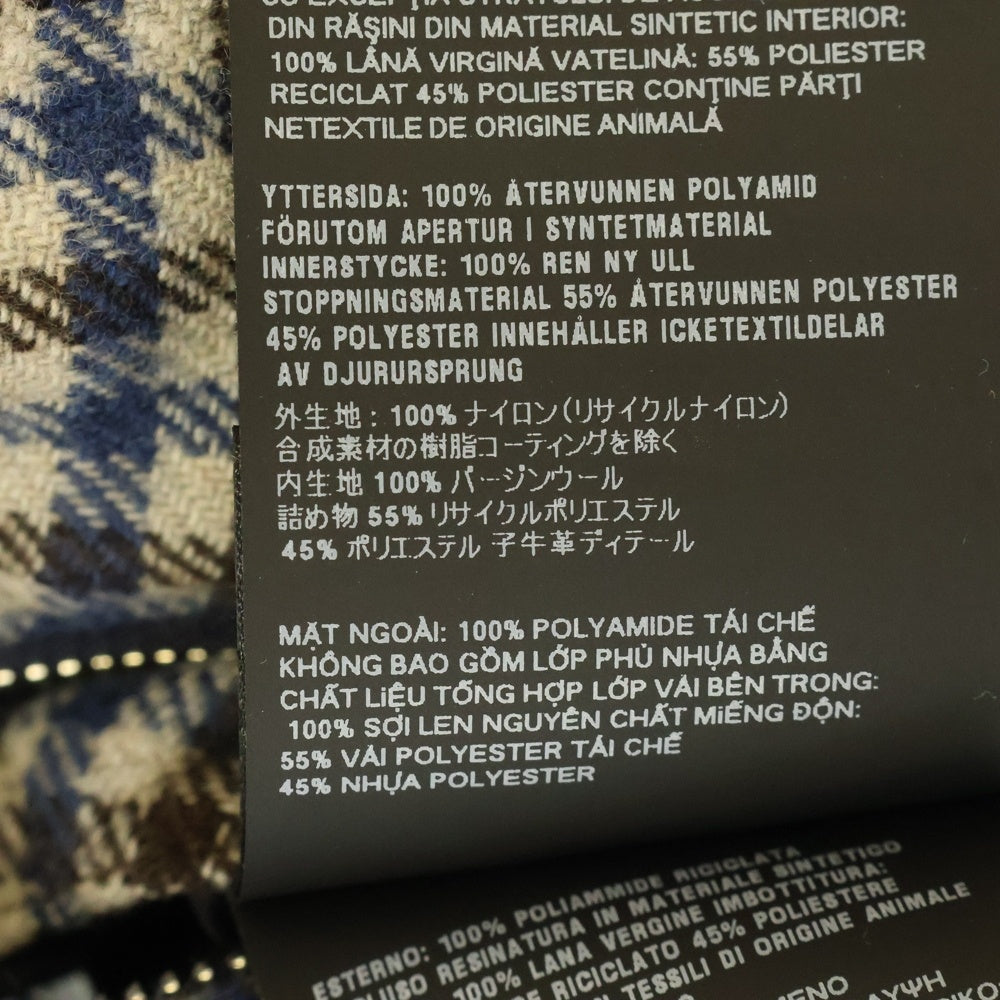 CU EXCEPȚIA STRATULUI DE
DIN RĂŞINI DIN MATERIAL SINTETIC INTERIOR:
100% LÂNĂ VIRGINĂ VATELINĂ: 55% POLIESTER
RECICLAT 45% POLIESTER CONŢINE PĂRŢI
NETEXTILE DE ORIGINE ANIMALĂ
YTTERSIDA: 100% ÅTERVUNNEN POLYAMID
FÖRUTOM APERTUR I SYNTETMATERIAL
INNERSTYCKE: 100% REN NY ULL
STOPPNINGSMATERIAL 55% ÅTERVUNNEN POLYESTER
45% POLYESTER INNEHÅLLER ICKETEXTILDELAR
AV DJURURSPRUNG
外生地: 100% ナイロン(リサイクルナイロン)
合成素材の樹脂コーティングを除く
内生地 100% バージンウール
詰め物 55% リサイクルポリエステル
45% ポリエステル 子牛革ディテール
MẶT NGOÀI: 100% POLYAMIDE TÁI CHẾ
KHÔNG BAO GỒM LỚP PHỦ NHỰA BẰNG
CHẤT LiỆU TỔNG HỢP LỚP VẢI BÊN TRONG:
100% SỢI LEN NGUYÊN CHẤT MiẾNG ĐỘN:
55% VẢI POLYESTER TÁI CHẾ
45% NHỰA POLYESTER
ESTERNO: 100% POLIAMMIDE RICICLATA
RESINATURA IN MATERIALE SINTETICO
100% LANA VERGINE IMBOTTITURA:
RICICLATO 45% POLIESTERE
TESSILI DI ORIGINE ANIMALE